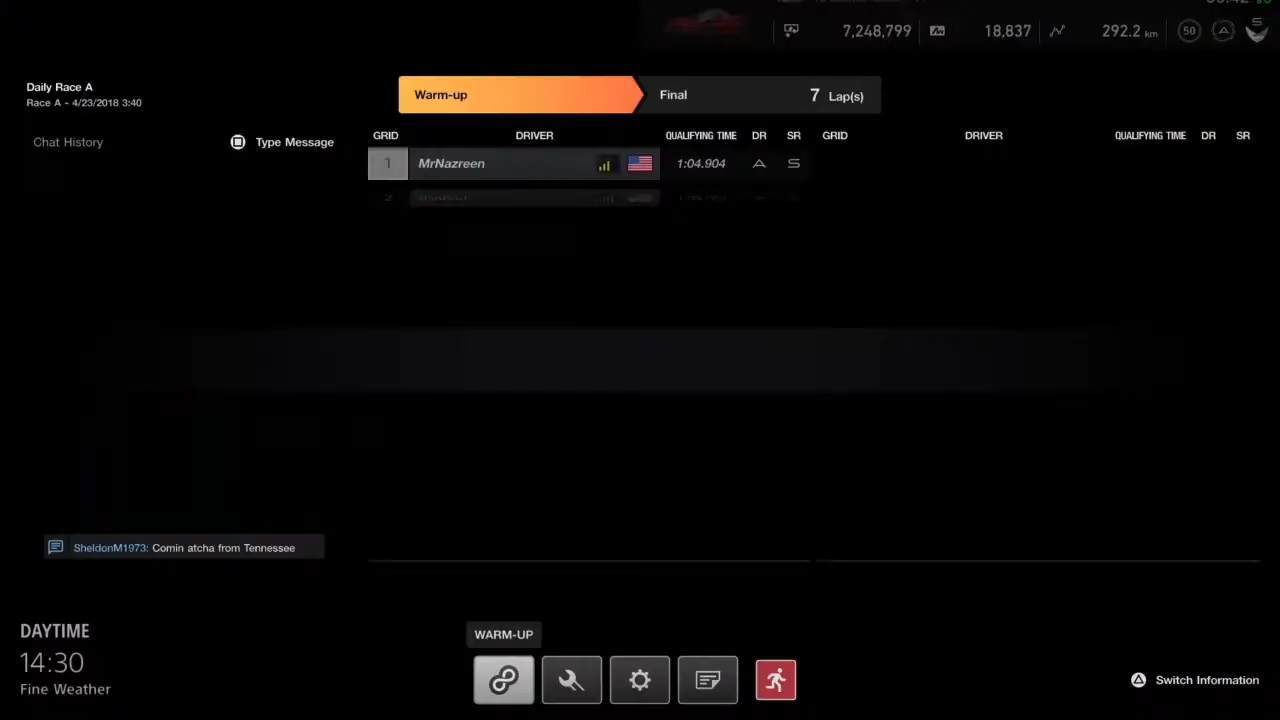 7,248,799 18,837 292.2 km 50 A S
Daily Race A
Race A - 4/23/2018 3:40
Warm-up Final 7 Lap(s)
Chat History Type Message
GRID DRIVER QUALIFYING TIME DR SR GRID DRIVER QUALIFYING TIME DR SR
1 MrNazreen 1:04.904 A S
2
SheldonM1973: Comin atcha from Tennessee
DAYTIME
14:30
Fine Weather
WARM-UP
Switch Information